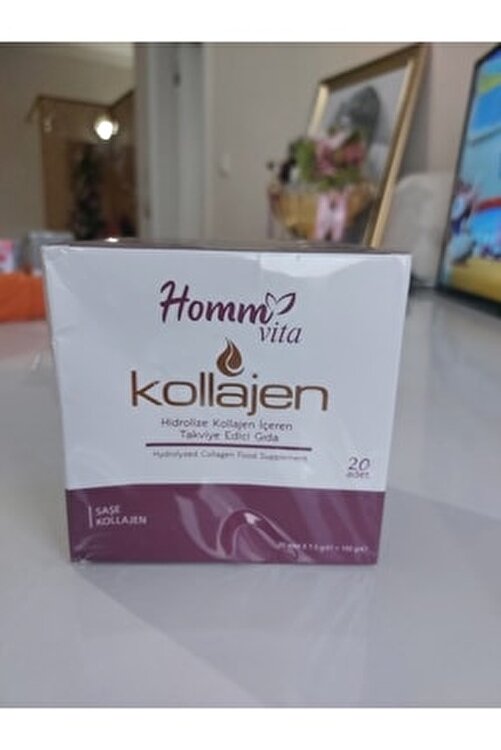 Homm
vita
kollajen
Hidrolize Kollajen İçeren
Takviye Edici Gıda
Hydrolyzed Collagen Food Supplement
20
adet
SAŞE
KOLLAJEN